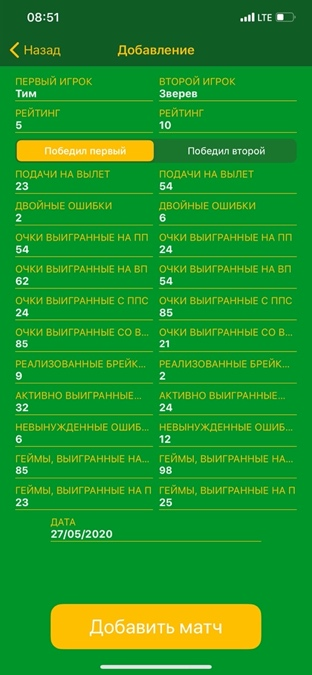 08:51 LTE
Назад Добавление
ПЕРВЫЙ ИГРОК ВТОРОЙ ИГРОК
Тим Зверев
РЕЙТИНГ РЕЙТИНГ
5 10
Победил первый Победил второй
ПОДАЧИ НА ВЫЛЕТ ПОДАЧИ НА ВЫЛЕТ
23 54
ДВОЙНЫЕ ОШИБКИ ДВОЙНЫЕ ОШИБКИ
2 6
ОЧКИ ВЫИГРАННЫЕ НА ПП ОЧКИ ВЫИГРАННЫЕ НА ПП
54 24
ОЧКИ ВЫИГРАННЫЕ НА ВП ОЧКИ ВЫИГРАННЫЕ НА ВП
62 54
ОЧКИ ВЫИГРАННЫЕ С ППС ОЧКИ ВЫИГРАННЫЕ С ППС
24 85
ОЧКИ ВЫИГРАННЫЕ СО В... ОЧКИ ВЫИГРАННЫЕ СО В...
85 21
РЕАЛИЗОВАННЫЕ БРЕЙК... РЕАЛИЗОВАННЫЕ БРЕЙК...
9 2
АКТИВНО ВЫИГРАННЫЕ... АКТИВНО ВЫИГРАННЫЕ...
32 24
НЕВЫНУЖДЕННЫЕ ОШИБ... НЕВЫНУЖДЕННЫЕ ОШИБ...
6 12
ГЕЙМЫ, ВЫИГРАННЫЕ НА... ГЕЙМЫ, ВЫИГРАННЫЕ НА...
85 98
ГЕЙМЫ, ВЫИГРАННЫЕ НА П ГЕЙМЫ, ВЫИГРАННЫЕ НА П
23 25
ДАТА
27/05/2020
Добавить матч